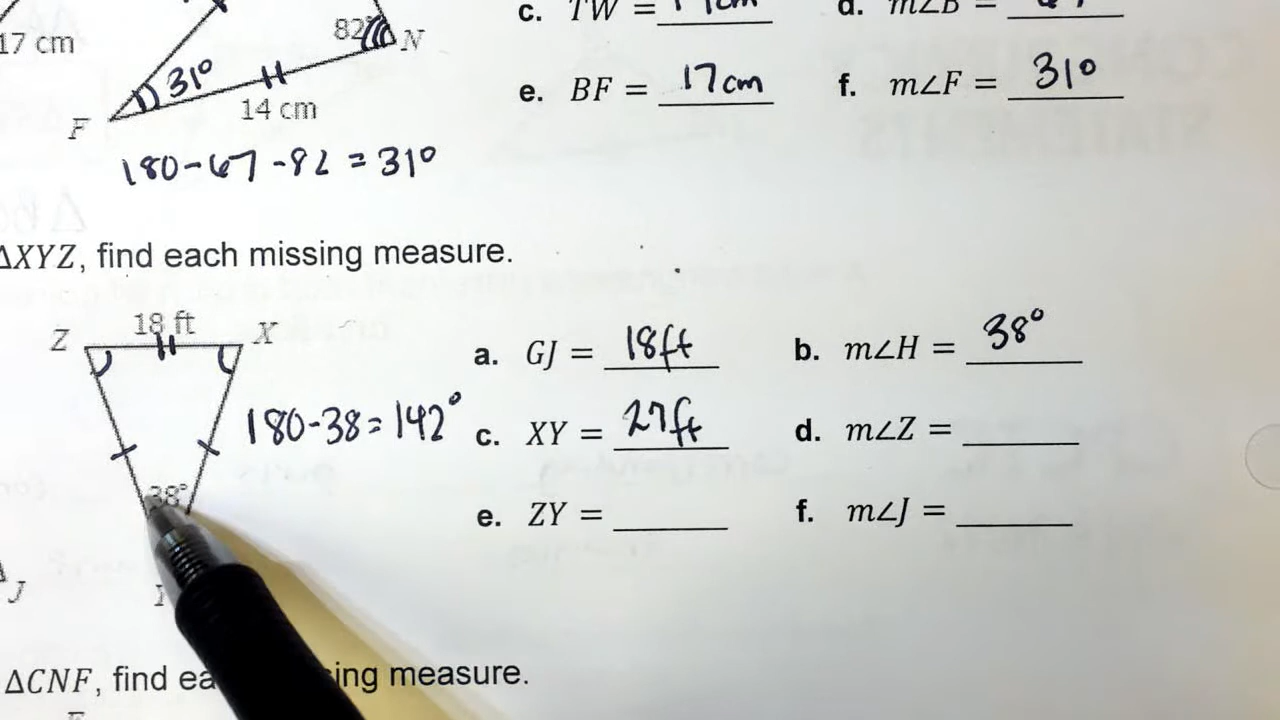 c. TW =
d. m∠B =
17 cm
82° N
31°
14 cm
F
e. BF = 17cm f. m∠F = 31°
180-67-82 = 31°
ΔXYZ, find each missing measure.
Z 18 ft X
a. GJ = 18ft b. m∠H = 38°
180-38= 142°
c. XY = 27ft d. m∠Z =
38°
e. ZY = f. m∠J =
J
ΔCNF, find ea ing measure.